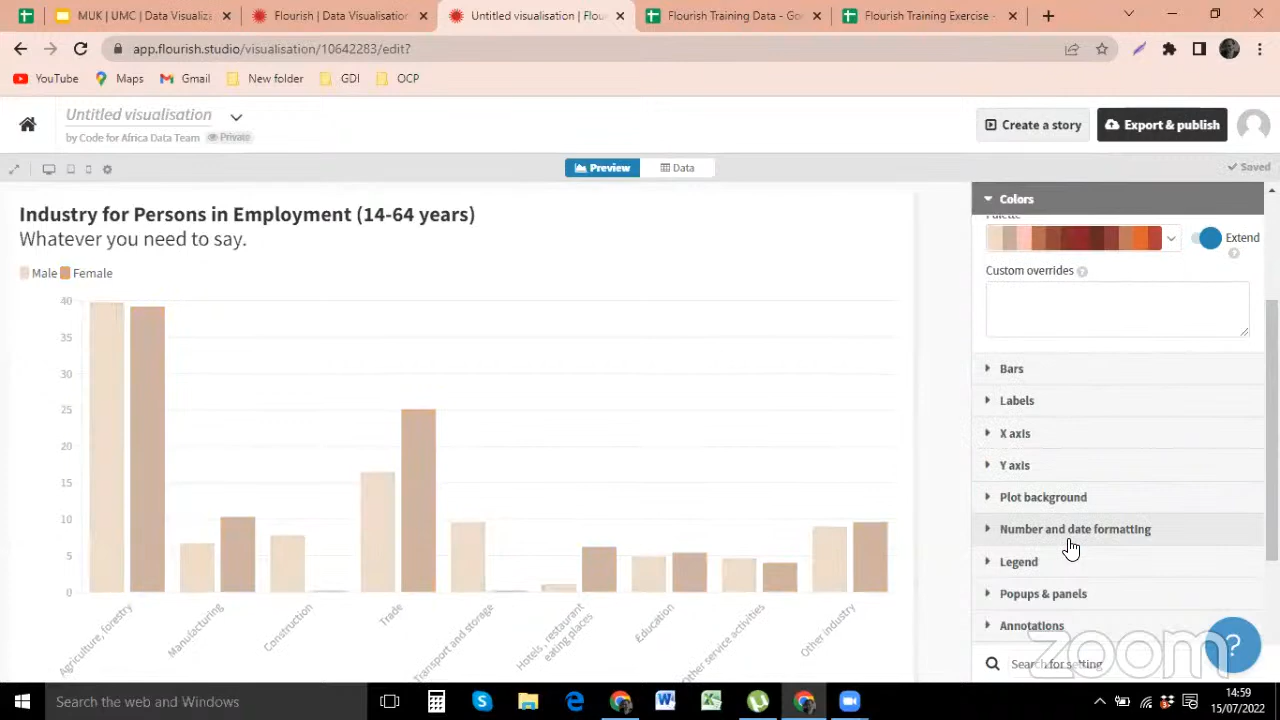 MUK | UMC | Data Visualiz
Flourish | Data Visualisation
Untitled visualisation | Flou
Flourish Training Data - Goo
Flourish Training Exercise -
app.flourish.studio/visualisation/10642283/edit?
YouTube
Maps
Gmail
New folder
GDI
OCP
Untitled visualisation
by Code for Africa Data Team
Private
Create a story
Export & publish
Preview
Data
Saved
Industry for Persons in Employment (14-64 years)
Whatever you need to say.
Male
Female
40
35
30
25
20
15
10
5
0
Agriculture, forestry
Manufacturing
Construction
Trade
Transport and storage
Hotels, restaurant
eating places
Education
Other service activities
Other industry
Colors
Palette
Extend
Custom overrides
Bars
Labels
X axis
Y axis
Plot background
Number and date formatting
Legend
Popups & panels
Annotations
Search for setting
zoom
?
Search the web and Windows
14:59
15/07/2022